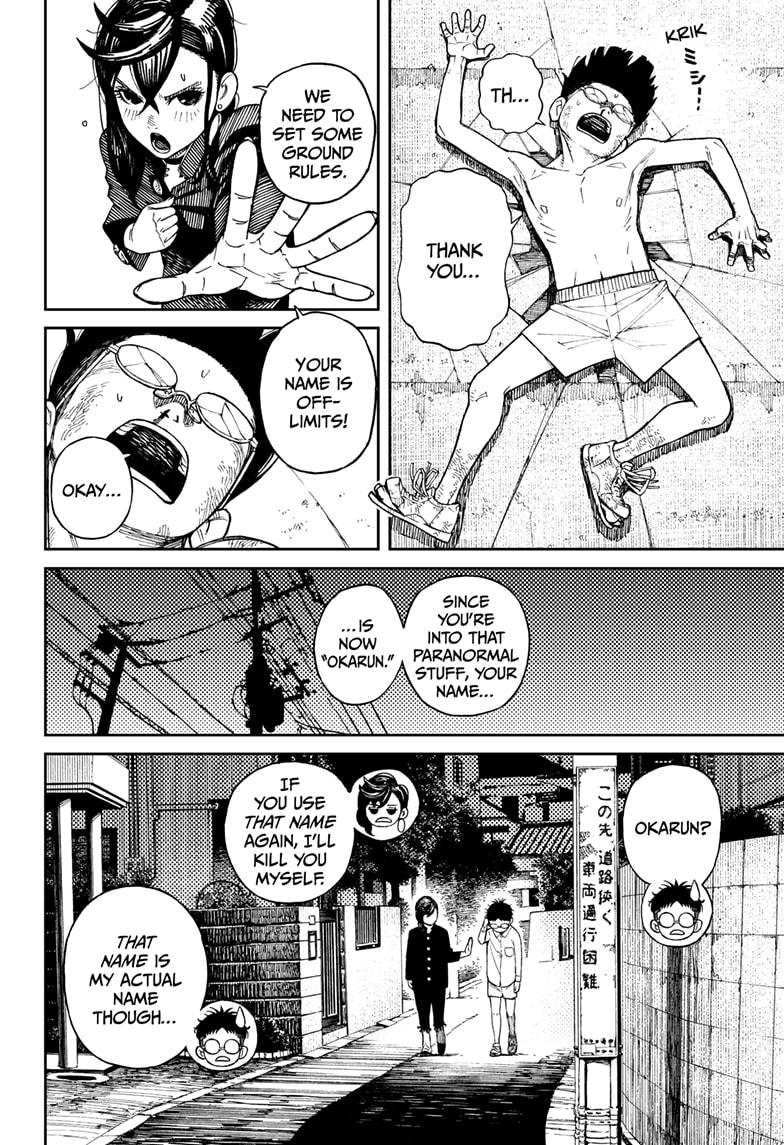 KRIK
ミシ…
TH...
THANK
YOU...
WE
NEED TO
SET SOME
GROUND
RULES.
YOUR
NAME IS
OFF-
LIMITS!
OKAY...
SINCE
YOU'RE
INTO THAT
PARANORMAL
STUFF, YOUR
NAME...
...IS
NOW
"OKARUN."
OKARUN?
この先 道路狭く
車両通行困難
IF
YOU USE
THAT NAME
AGAIN, I'LL
KILL YOU
MYSELF.
THAT
NAME IS
MY ACTUAL
NAME
THOUGH...